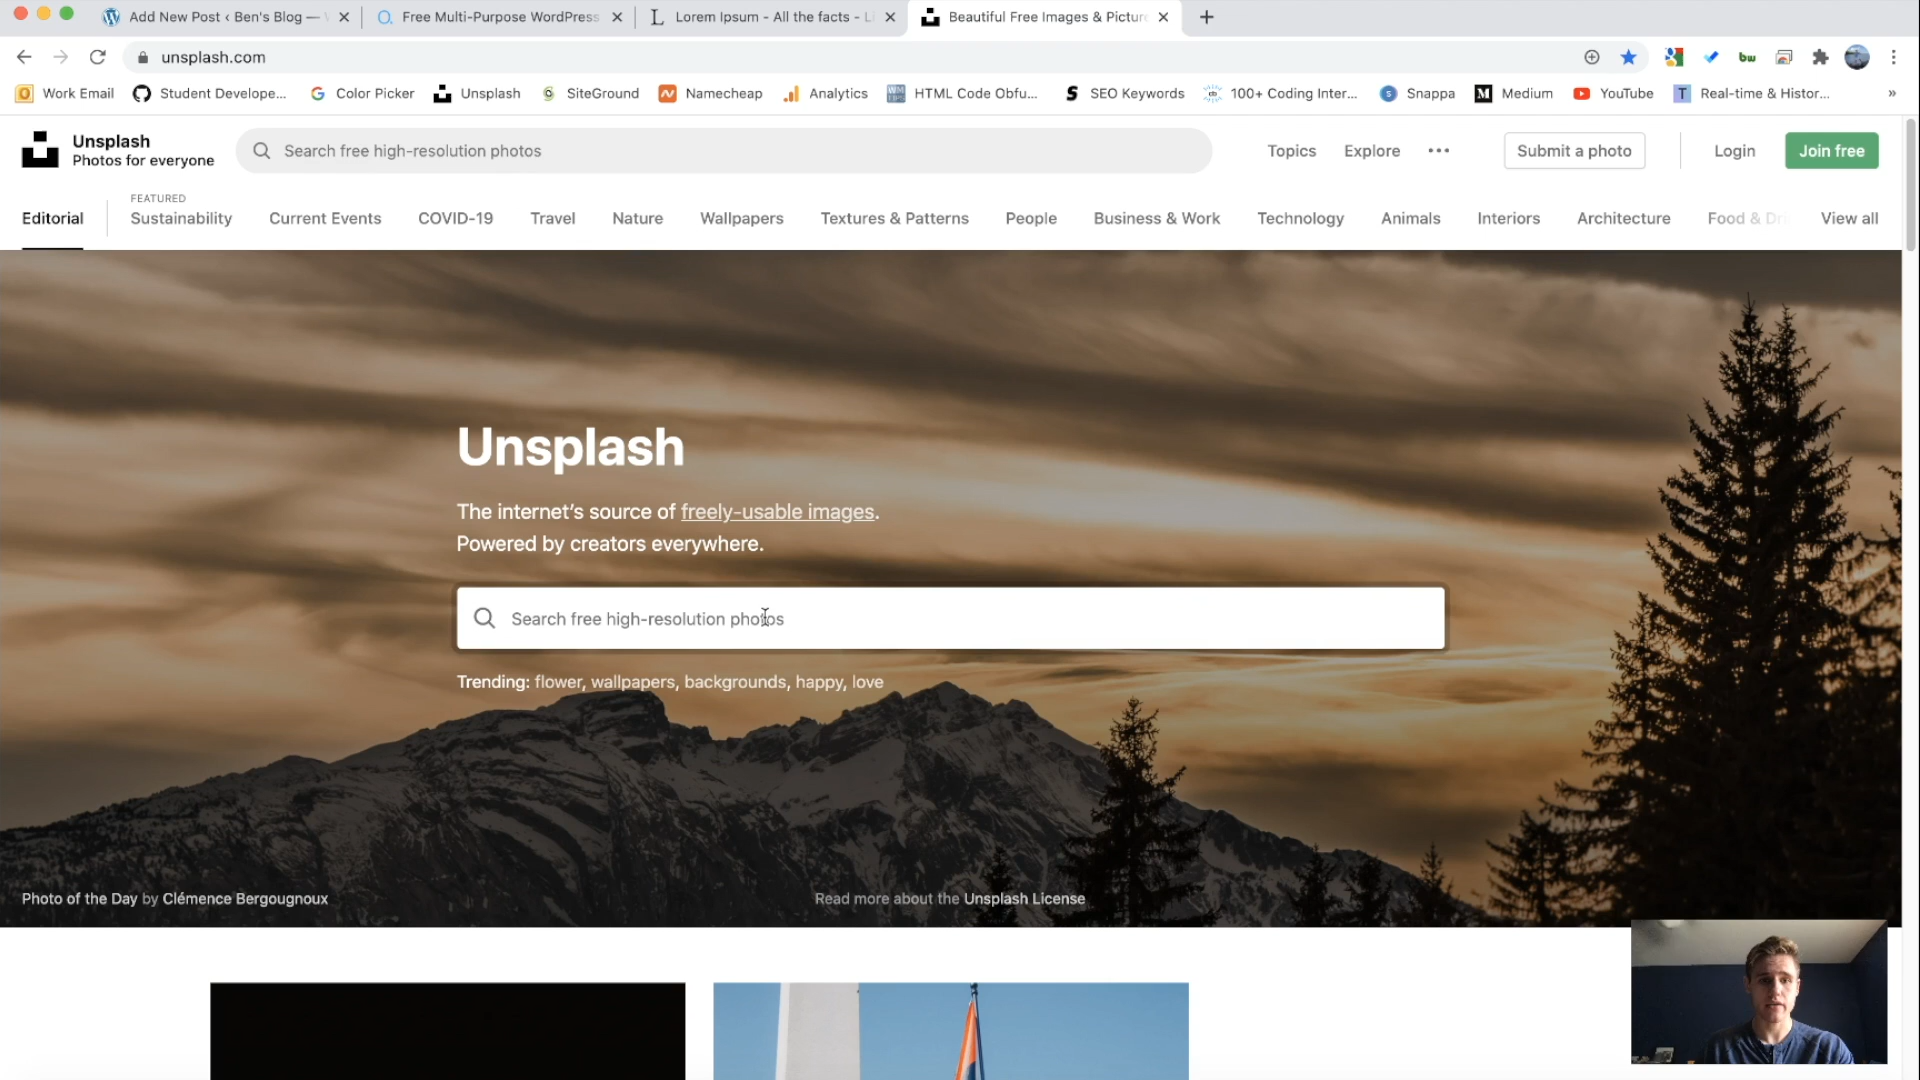 Add New Post ‹ Ben's Blog —
Free Multi-Purpose WordPress
Lorem Ipsum - All the facts - Li
Beautiful Free Images & Pictur
unsplash.com
Work Email
Student Develope...
Color Picker
Unsplash
SiteGround
Namecheap
Analytics
HTML Code Obfu...
SEO Keywords
100+ Coding Inter...
Snappa
Medium
YouTube
Real-time & Histor...
»
bw
Unsplash
Photos for everyone
Search free high-resolution photos
Topics
Explore
Submit a photo
Login
Join free
Editorial
FEATURED
Sustainability
Current Events
COVID-19
Travel
Nature
Wallpapers
Textures & Patterns
People
Business & Work
Technology
Animals
Interiors
Architecture
Food & Dri
View all
Unsplash
The internet's source of freely-usable images.
Powered by creators everywhere.
Search free high-resolution photos
Trending: flower, wallpapers, backgrounds, happy, love
Photo of the Day by Clémence Bergougnoux
Read more about the Unsplash License